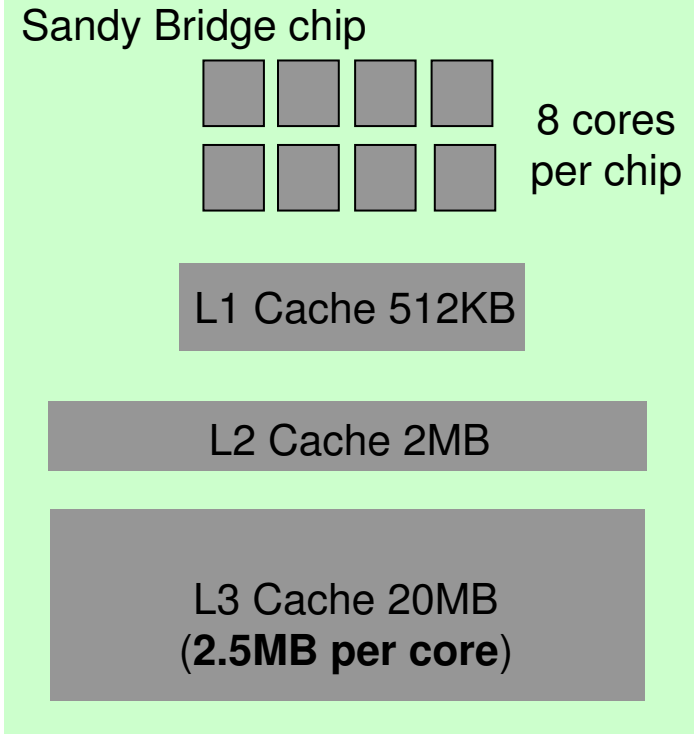 Sandy Bridge chip
8 cores
per chip
L1 Cache 512KB
L2 Cache 2MB
L3 Cache 20MB
(2.5MB per core)